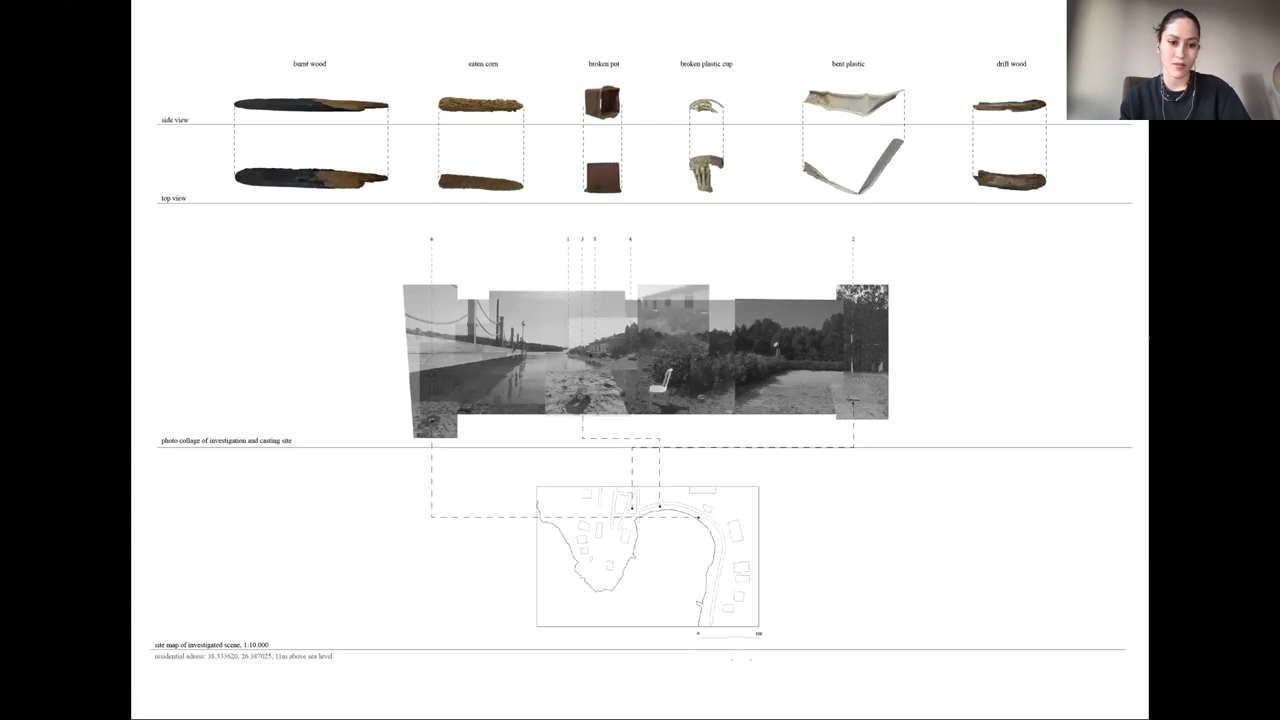 burnt wood
eaten corn
broken pot
broken plastic cup
bent plastic
drift wood
side view
top view
6
1
3
5
4
2
photo collage of investigation and casting site
site map of investigated scene, 1:10.000
residential adress: 38.333620, 26.387025, 11m above sea level